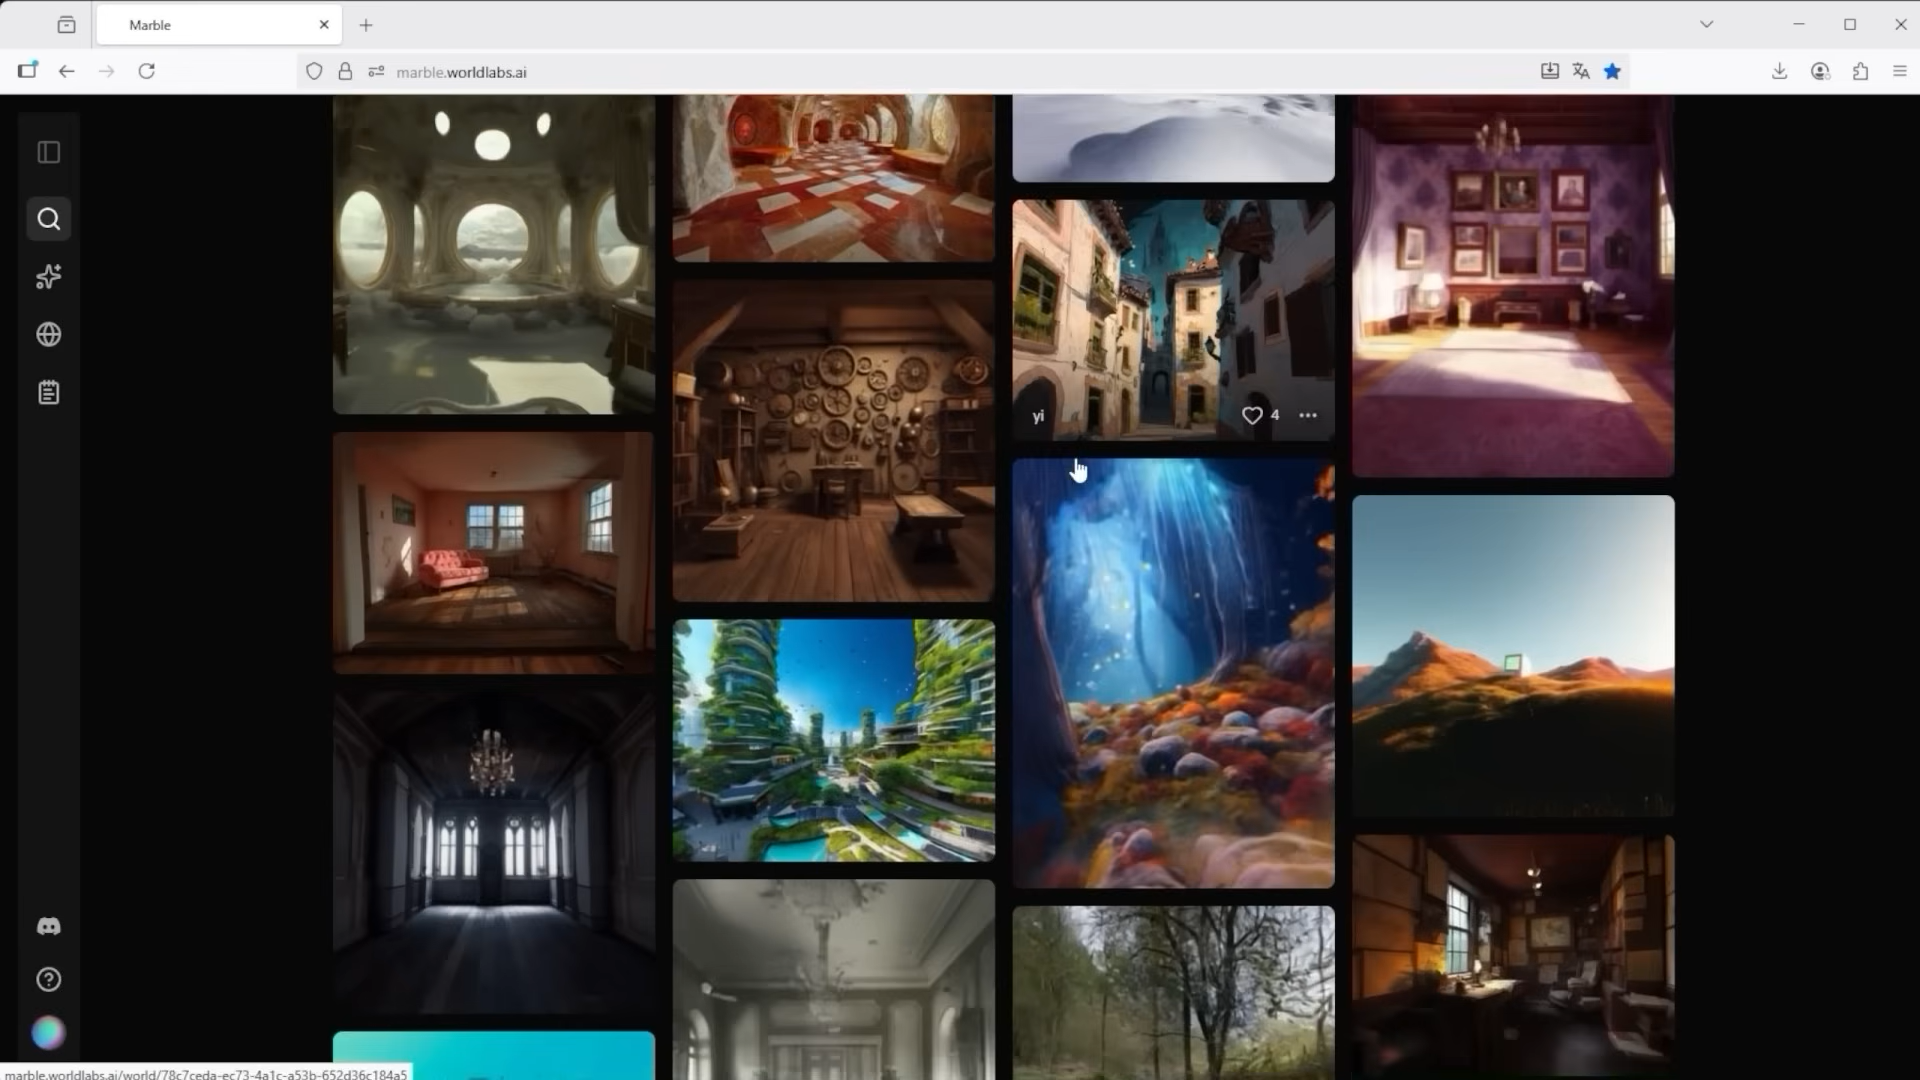 Marble
marble.worldlabs.ai
yi
4
marble.worldlabs.ai/world/78c7ceda-ec73-4a1c-a53b-652d36c184a5